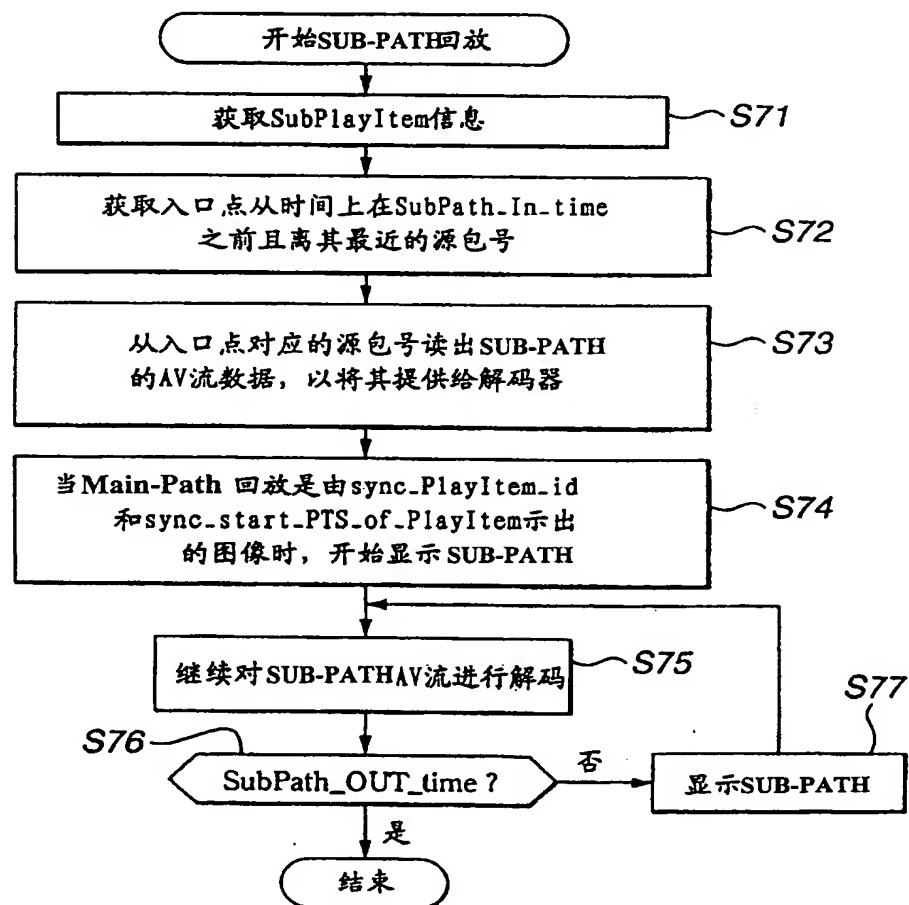 开始SUB-PATH回放
获取SubPlayItem信息
S71
获取入口点从时间上在SubPath_In_time
之前且离其最近的源包号
S72
从入口点对应的源包号读出SUB-PATH
的AV流数据，以将其提供给解码器
S73
当Main-Path 回放是由sync_PlayItem_id
和sync_start_PTS_of_PlayItem示出
的图像时，开始显示SUB-PATH
S74
继续对SUB-PATHAV流进行解码
S75
S76
SubPath_OUT_time？
否
显示SUB-PATH
S77
是
结束